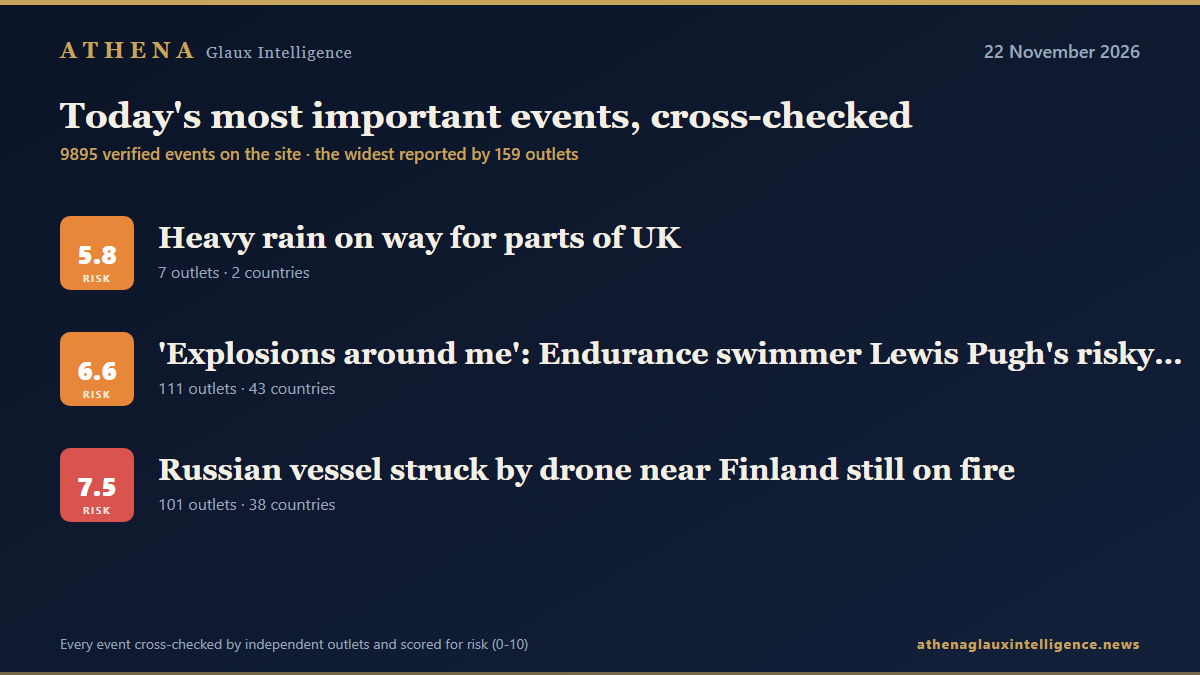 ATHENA Glaux Intelligence
22 November 2026
Today's most important events, cross-checked
9895 verified events on the site · the widest reported by 159 outlets
5.8
RISK
Heavy rain on way for parts of UK
7 outlets · 2 countries
6.6
RISK
'Explosions around me': Endurance swimmer Lewis Pugh's risky...
111 outlets · 43 countries
7.5
RISK
Russian vessel struck by drone near Finland still on fire
101 outlets · 38 countries
Every event cross-checked by independent outlets and scored for risk (0-10)
athenaglauxintelligence.news